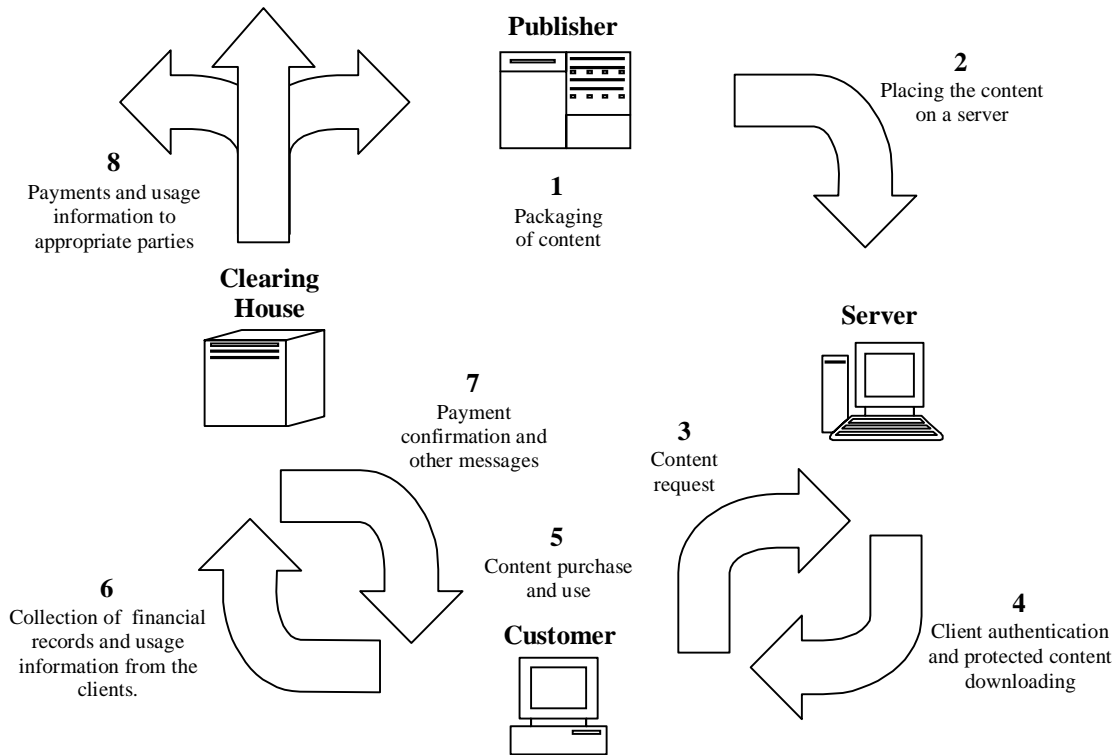 Publisher
1
Packaging
of content
2
Placing the content
on a server
Server
3
Content
request
4
Client authentication
and protected content
downloading
5
Content purchase
and use
Customer
6
Collection of financial
records and usage
information from the
clients.
7
Payment
confirmation and
other messages
Clearing
House
8
Payments and usage
information to
appropriate parties